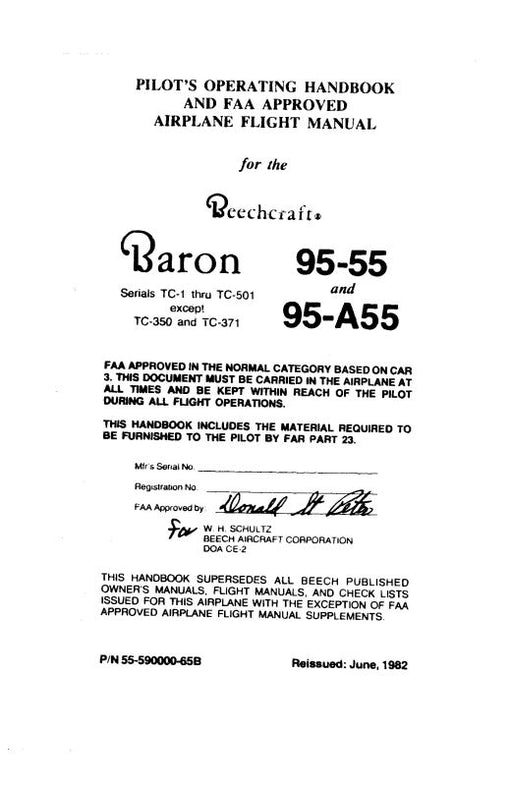 PILOT'S OPERATING HANDBOOK
AND FAA APPROVED
AIRPLANE FLIGHT MANUAL
for the
Beechcraft®
Baron 95-55
and
95-A55
Serials TC-1 thru TC-501
except
TC-350 and TC-371
FAA APPROVED IN THE NORMAL CATEGORY BASED ON CAR
3. THIS DOCUMENT MUST BE CARRIED IN THE AIRPLANE AT
ALL TIMES AND BE KEPT WITHIN REACH OF THE PILOT
DURING ALL FLIGHT OPERATIONS.
THIS HANDBOOK INCLUDES THE MATERIAL REQUIRED TO
BE FURNISHED TO THE PILOT BY FAR PART 23.
Mfr's Serial No.
Registration No.
FAA Approved by: Donald St Peter
For W. H. SCHULTZ
BEECH AIRCRAFT CORPORATION
DOA CE-2
THIS HANDBOOK SUPERSEDES ALL BEECH PUBLISHED
OWNER'S MANUALS, FLIGHT MANUALS, AND CHECK LISTS
ISSUED FOR THIS AIRPLANE WITH THE EXCEPTION OF FAA
APPROVED AIRPLANE FLIGHT MANUAL SUPPLEMENTS.
P/N 55-590000-65B Reissued: June, 1982